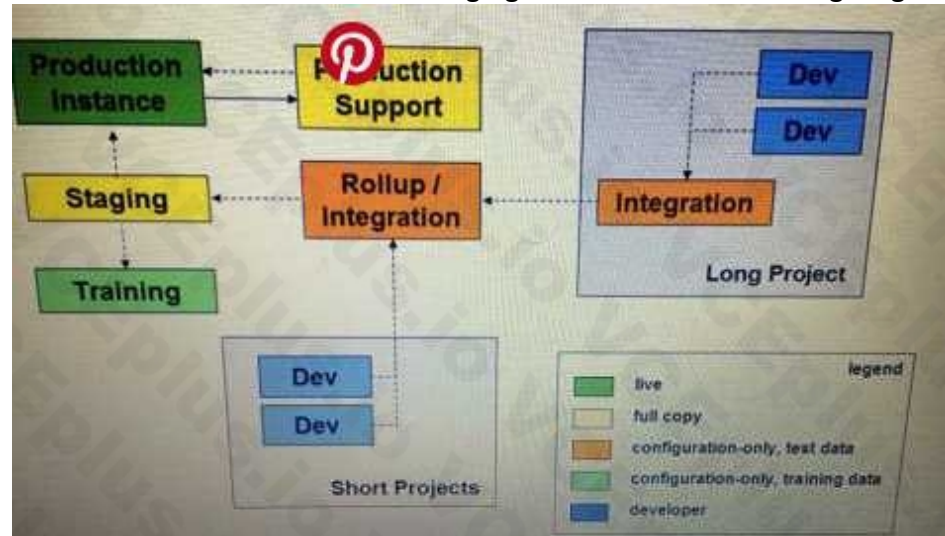 Production
Instance
Support
Dev
Dev
Staging
Rollup /
Integration
Integration
Training
Long Project
Dev
Dev
Short Projects
legend
live
full copy
configuration-only, test data
configuration-only, training data
developer